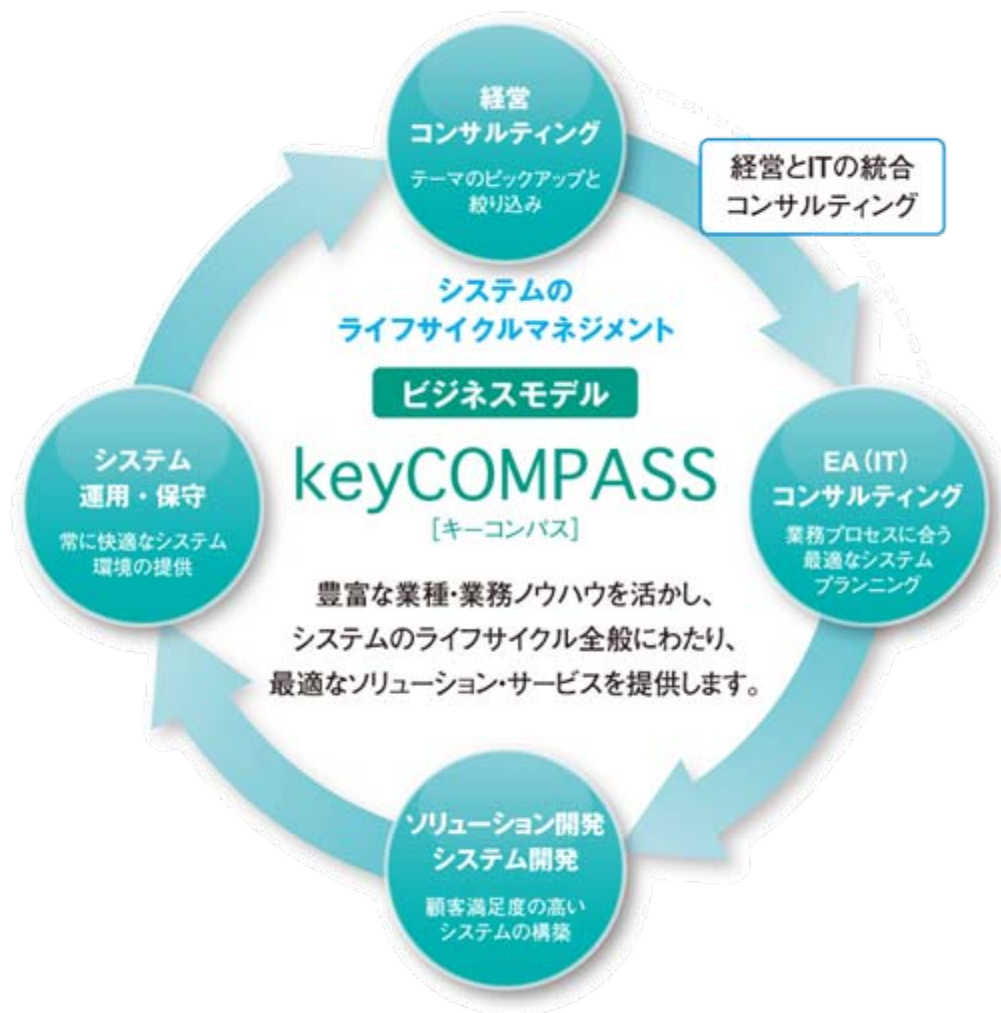 経営
コンサルティング
テーマのピックアップと
絞り込み
経営とITの統合
コンサルティング
システムの
ライフサイクルマネジメント
ビジネスモデル
keyCOMPASS
[キーコンパス]
豊富な業種・業務ノウハウを活かし、
システムのライフサイクル全般にわたり、
最適なソリューション・サービスを提供します。
EA(IT)
コンサルティング
業務プロセスに合う
最適なシステム
プランニング
ソリューション開発
システム開発
顧客満足度の高い
システムの構築
システム
運用・保守
常に快適なシステム
環境の提供